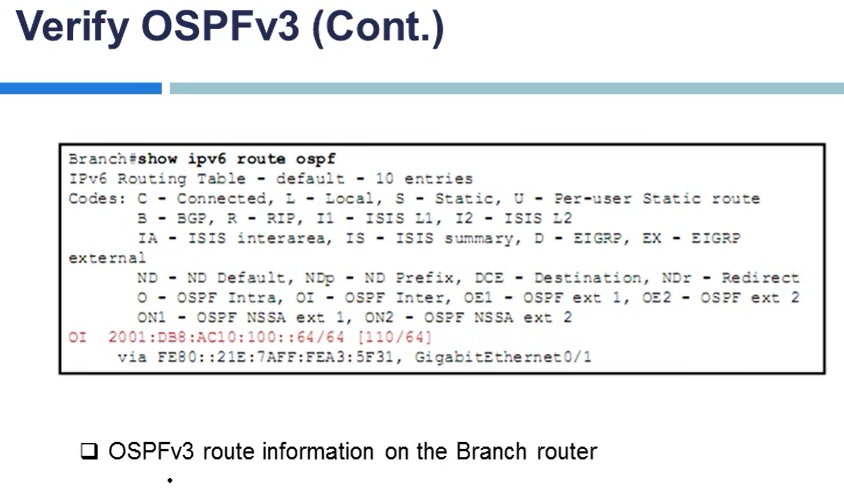 Verify OSPFv3 (Cont.)
Branch#show ipv6 route ospf
IPv6 Routing Table - default - 10 entries
Codes: C - Connected, L - Local, S - Static, U - Per-user Static route
B - BGP, R - RIP, I1 - ISIS L1, I2 - ISIS L2
IA - ISIS interarea, IS - ISIS summary, D - EIGRP, EX - EIGRP
external
ND - ND Default, NDp - ND Prefix, DCE - Destination, NDr - Redirect
O - OSPF Intra, OI - OSPF Inter, OE1 - OSPF ext 1, OE2 - OSPF ext 2
ON1 - OSPF NSSA ext 1, ON2 - OSPF NSSA ext 2
OI 2001:DB8:AC10:100::64/64 [110/64]
via FE80::21E:7AFF:FEA3:5F31, GigabitEthernet0/1
OSPFv3 route information on the Branch router